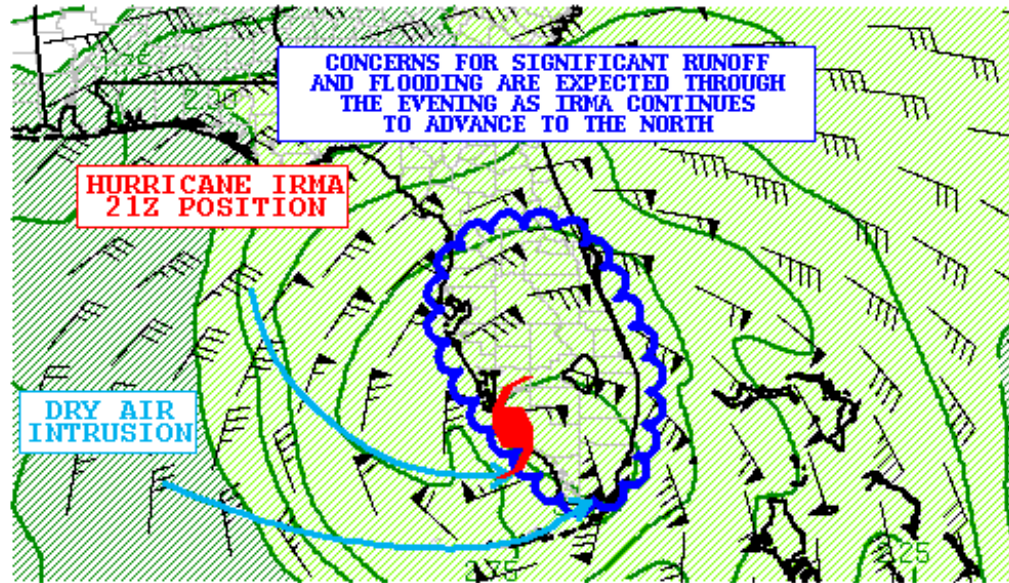 CONCERNS FOR SIGNIFICANT RUNOFF
AND FLOODING ARE EXPECTED THROUGH
THE EVENING AS IRMA CONTINUES
TO ADVANCE TO THE NORTH
HURRICANE IRMA
21Z POSITION
DRY AIR
INTRUSION